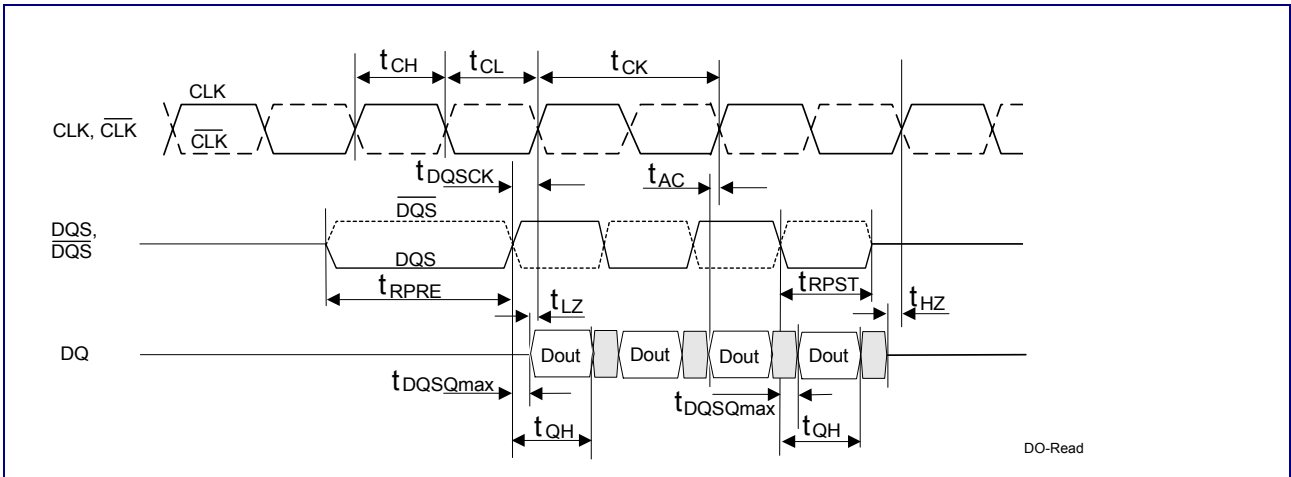 tCH tCL tCK
CLK
CLK, CLK
CLK
tDQSCK tAC
DQS
DQS,
DQS
DQS
tRPRE tLZ tRPST tHZ
DQ Dout Dout Dout Dout
tDQSQmax tDQSQmax
tQH tQH
DO-Read